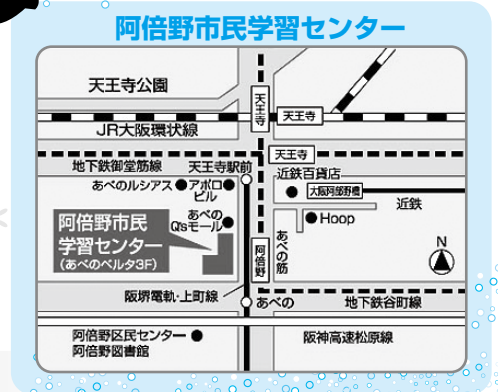 阿倍野市民学習センター
天王寺公園
天王寺
天王寺
JR大阪環状線
天王寺
地下鉄御堂筋線
天王寺駅前
近鉄百貨店
あべのルシアス
アポロ
ビル
大阪阿部野橋
近鉄
あべの
Q'sモール
Hoop
阿倍野市民
学習センター
(あべのベルタ3F)
阿倍野
あべの筋
N
阪堺電軌・上町線
あべの
地下鉄谷町線
阿倍野区民センター
阿倍野図書館
阪神高速松原線